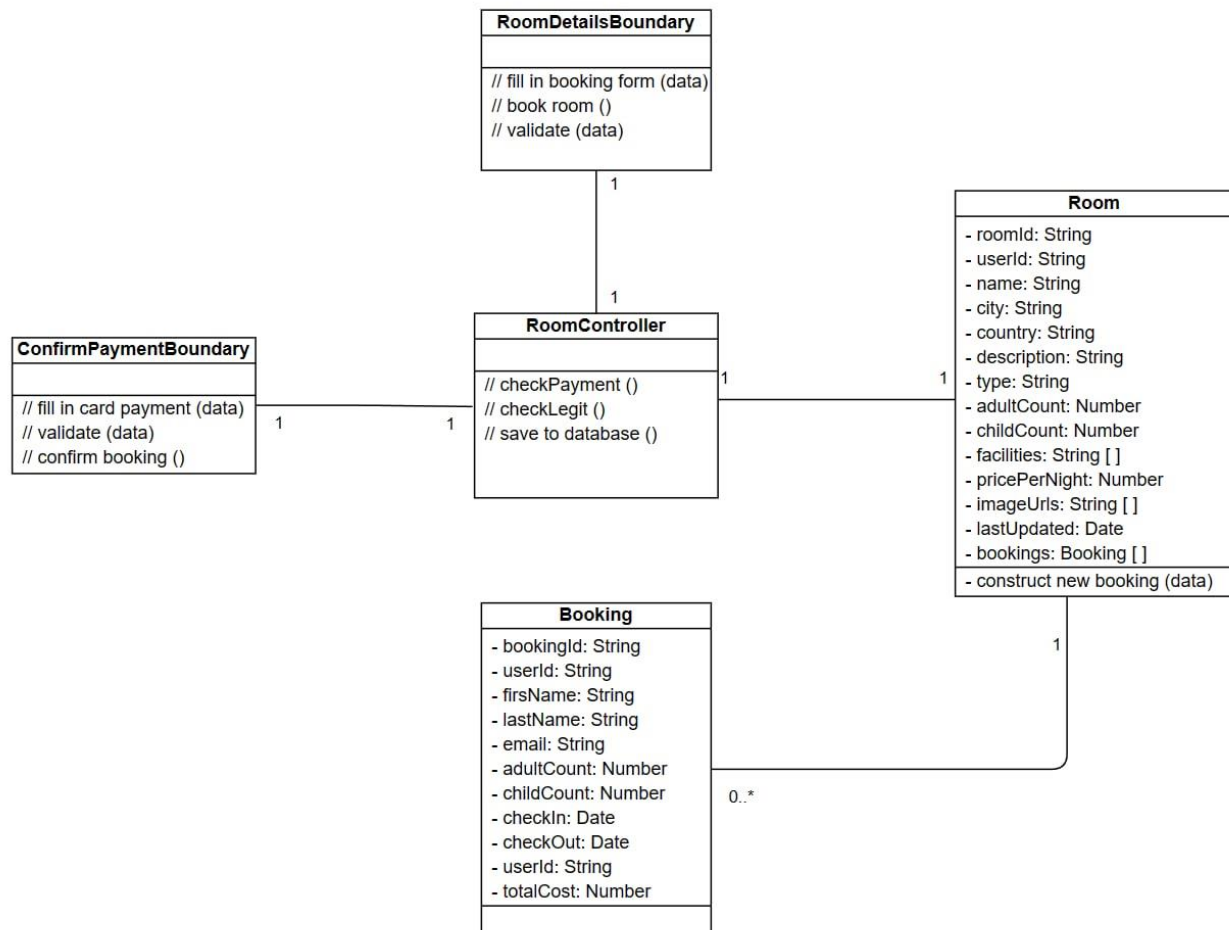 RoomDetailsBoundary
// fill in booking form (data)
// book room ()
// validate (data)
1
1
RoomController
// checkPayment ()
// checkLegit ()
// save to database ()
ConfirmPaymentBoundary
// fill in card payment (data)
// validate (data)
// confirm booking ()
1
1
1
1
Room
- roomId: String
- userId: String
- name: String
- city: String
- country: String
- description: String
- type: String
- adultCount: Number
- childCount: Number
- facilities: String [ ]
- pricePerNight: Number
- imageUrls: String [ ]
- lastUpdated: Date
- bookings: Booking [ ]
- construct new booking (data)
1
0..*
Booking
- bookingId: String
- userId: String
- firsName: String
- lastName: String
- email: String
- adultCount: Number
- childCount: Number
- checkIn: Date
- checkOut: Date
- userId: String
- totalCost: Number